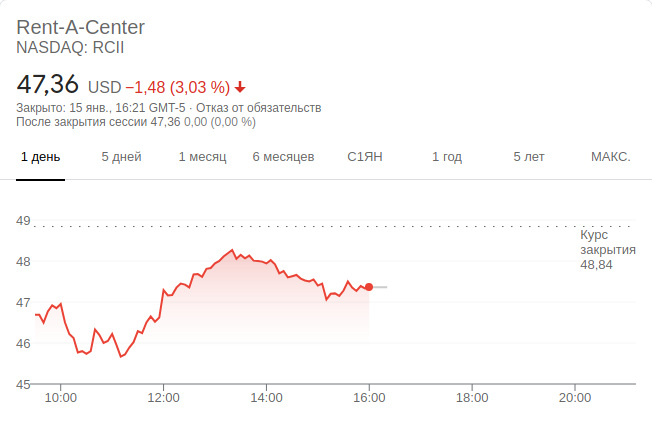 Rent-A-Center
NASDAQ: RCII
47,36 USD −1,48 (3,03 %)
Закрыто: 15 янв., 16:21 GMT-5 · Отказ от обязательств
После закрытия сессии 47,36 0,00 (0,00 %)
1 день 5 дней 1 месяц 6 месяцев С1ЯН 1 год 5 лет МАКС.
49
Курс
закрытия
48,84
48
47
46
45
10:00 12:00 14:00 16:00 18:00 20:00